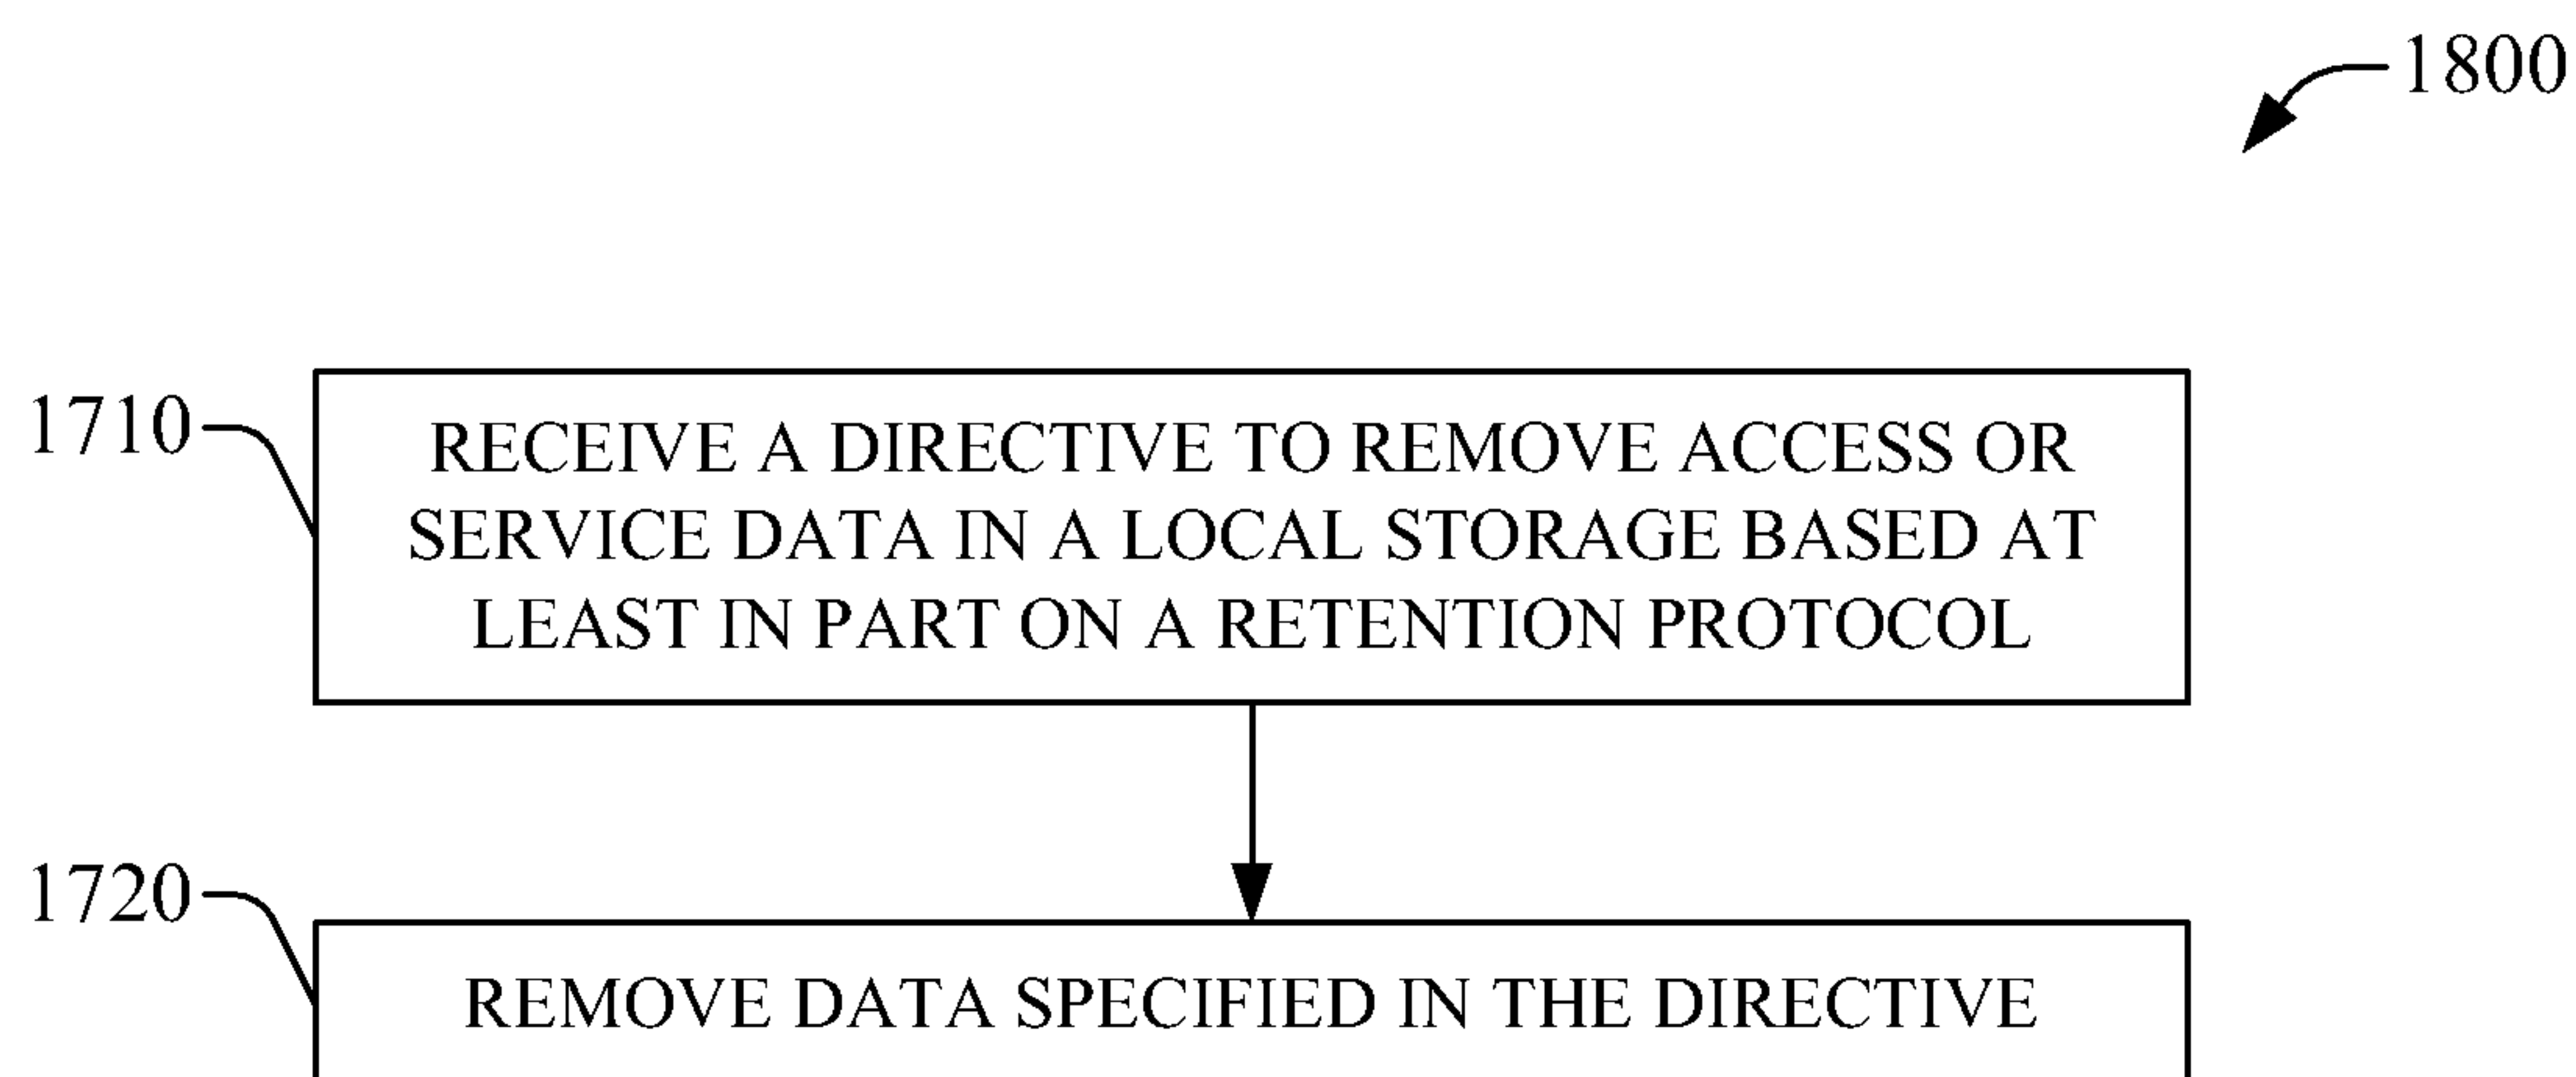 1800
1710
RECEIVE A DIRECTIVE TO REMOVE ACCESS OR
SERVICE DATA IN A LOCAL STORAGE BASED AT
LEAST IN PART ON A RETENTION PROTOCOL
1720
REMOVE DATA SPECIFIED IN THE DIRECTIVE